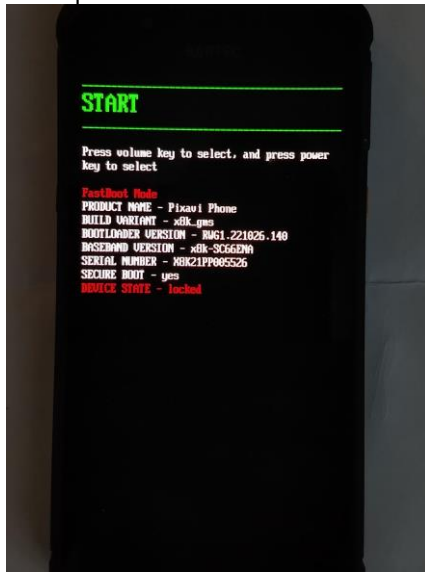 START
Press volume key to select, and press power
key to select
FastBoot Mode
PRODUCT NAME - Pixavi Phone
BUILD VARIANT - x8k_gms
BOOTLOADER VERSION - RWG1.221026.140
BASEBAND VERSION - x8k-SC66ENA
SERIAL NUMBER - X8K21PP005526
SECURE BOOT - yes
DEVICE STATE - locked